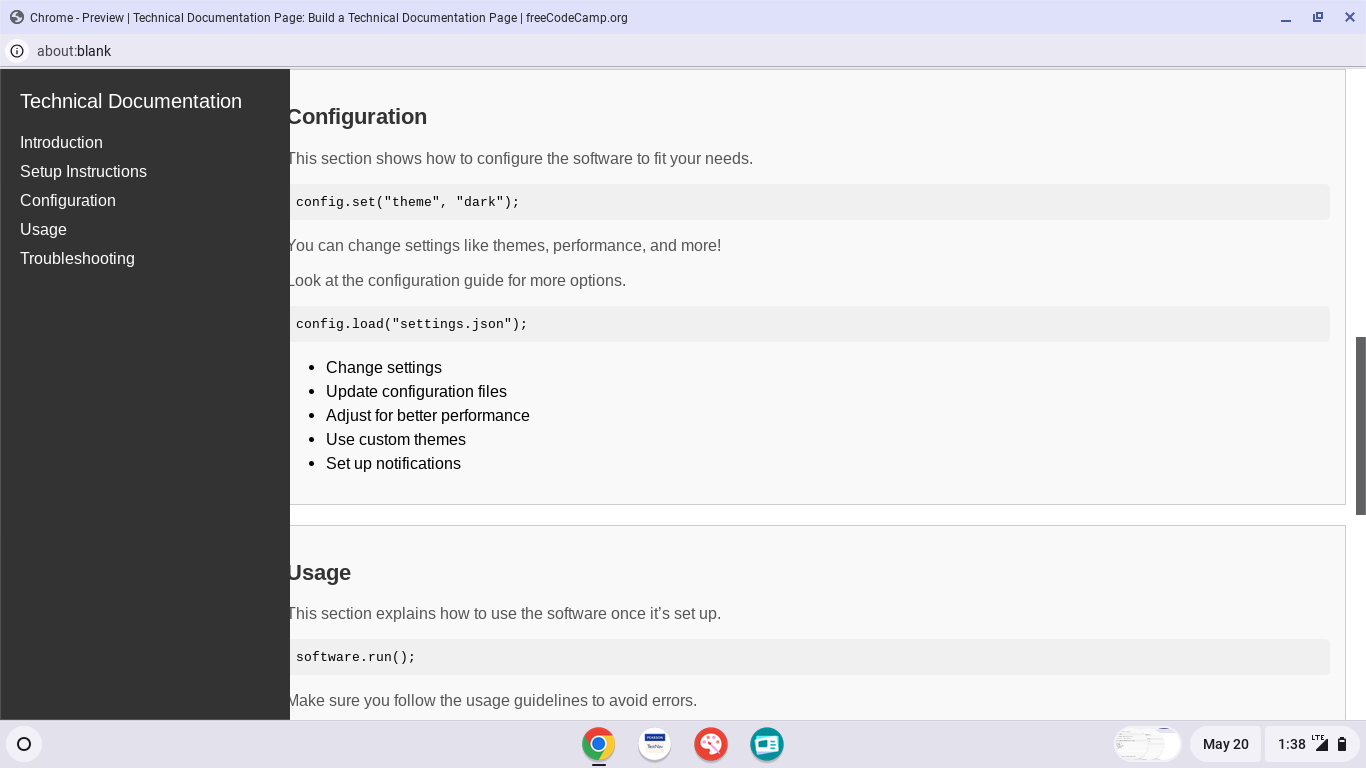 Chrome - Preview | Technical Documentation Page: Build a Technical Documentation Page | freeCodeCamp.org
about:blank
Technical Documentation
Introduction
Setup Instructions
Configuration
Usage
Troubleshooting
Configuration
This section shows how to configure the software to fit your needs.
config.set("theme", "dark");
You can change settings like themes, performance, and more!
Look at the configuration guide for more options.
config.load("settings.json");
• Change settings
• Update configuration files
• Adjust for better performance
• Use custom themes
• Set up notifications
Usage
This section explains how to use the software once it’s set up.
software.run();
Make sure you follow the usage guidelines to avoid errors.
PEARSON
TestNav
May 20
1:38
LTE